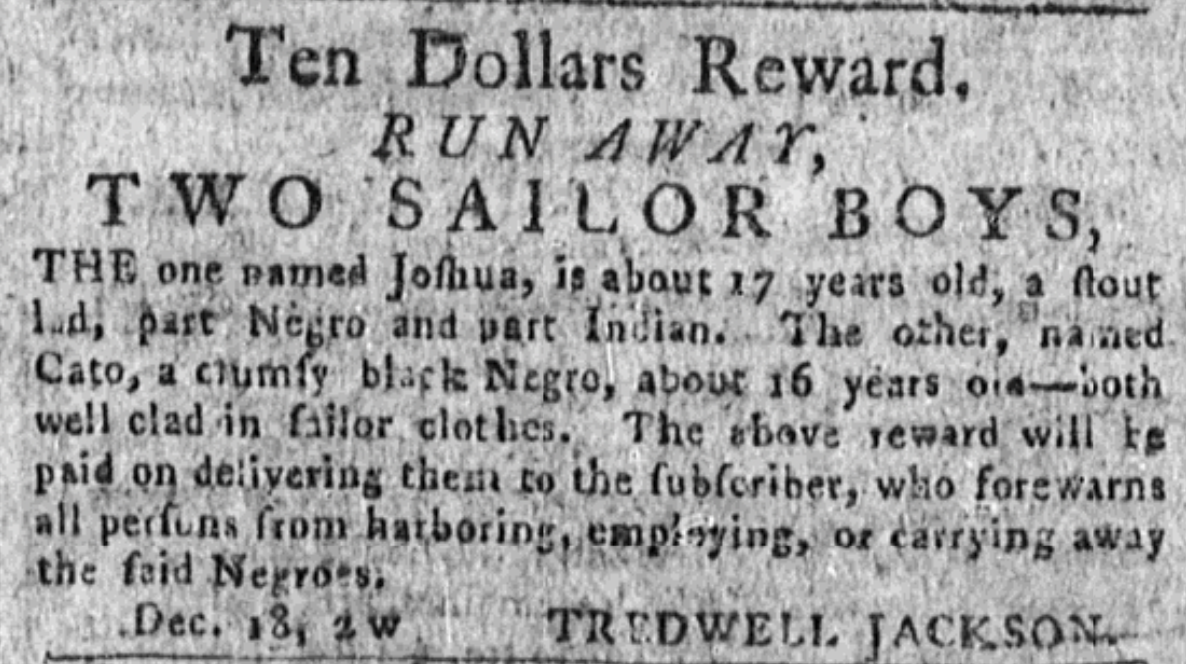 Ten Dollars Reward.
RUN AWAY,
TWO SAILOR BOYS,
THE one named Joſhua, is about 17 years old, a ſtout
lad, part Negro and part Indian. The other, named
Cato, a clumſy black Negro, about 16 years old—both
well clad in ſailor clothes. The above reward will be
paid on delivering them to the ſubſcriber, who forewarns
all perſons from harboring, employing, or carrying away
the ſaid Negroes.
Dec. 18, 2w TREDWELL JACKSON.